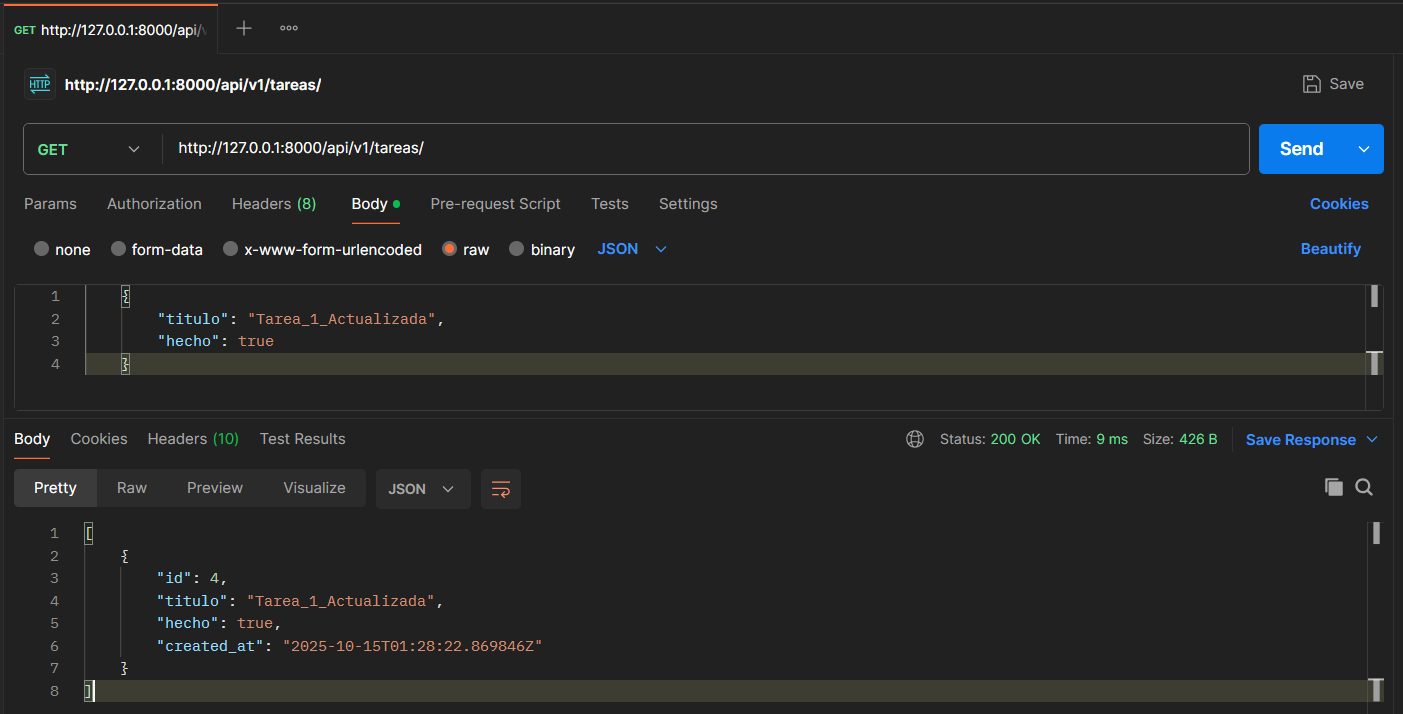 GET http://127.0.0.1:8000/api/v
HTTP http://127.0.0.1:8000/api/v1/tareas/ Save
GET http://127.0.0.1:8000/api/v1/tareas/ Send
Params Authorization Headers (8) Body Pre-request Script Tests Settings Cookies
none form-data x-www-form-urlencoded raw binary JSON Beautify
1 {
2 "titulo": "Tarea_1_Actualizada",
3 "hecho": true
4 }
Body Cookies Headers (10) Test Results Status: 200 OK Time: 9 ms Size: 426 B Save Response
Pretty Raw Preview Visualize JSON
1 [
2 {
3 "id": 4,
4 "titulo": "Tarea_1_Actualizada",
5 "hecho": true,
6 "created_at": "2025-10-15T01:28:22.869846Z"
7 }
8 ]